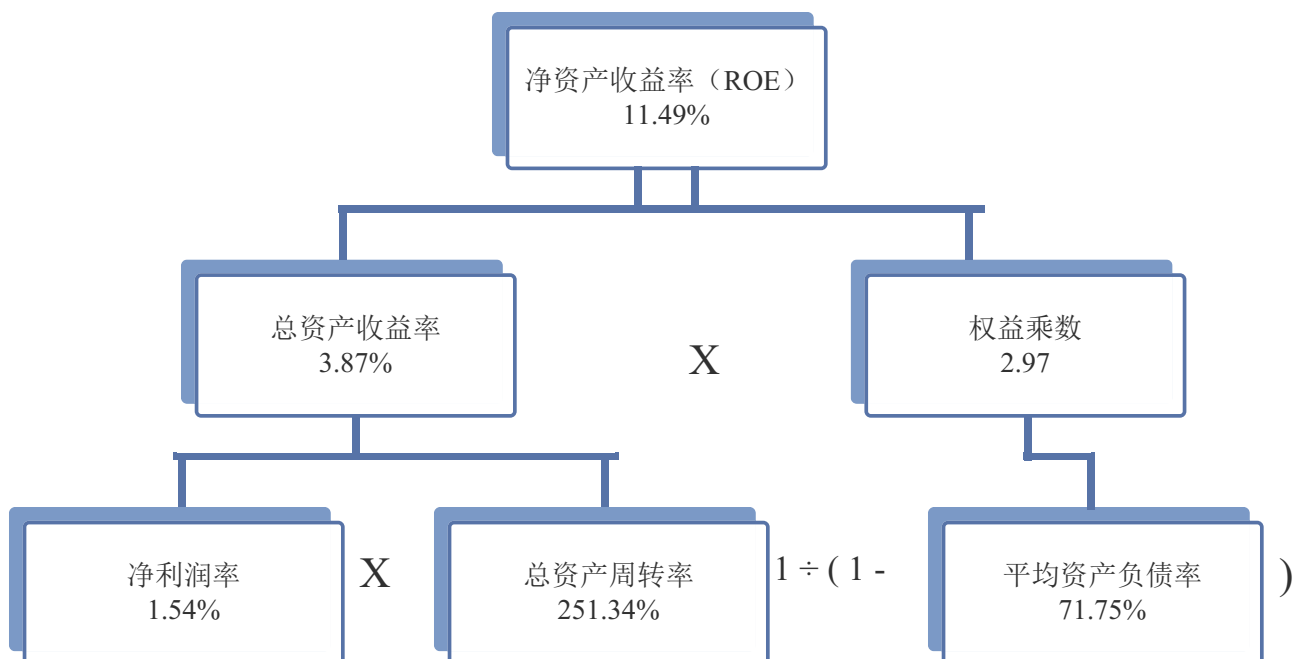 净资产收益率（ROE）
11.49%
总资产收益率
3.87%
X
权益乘数
2.97
净利润率
1.54%
X
总资产周转率
251.34%
1 ÷ ( 1 -
平均资产负债率
71.75%
)